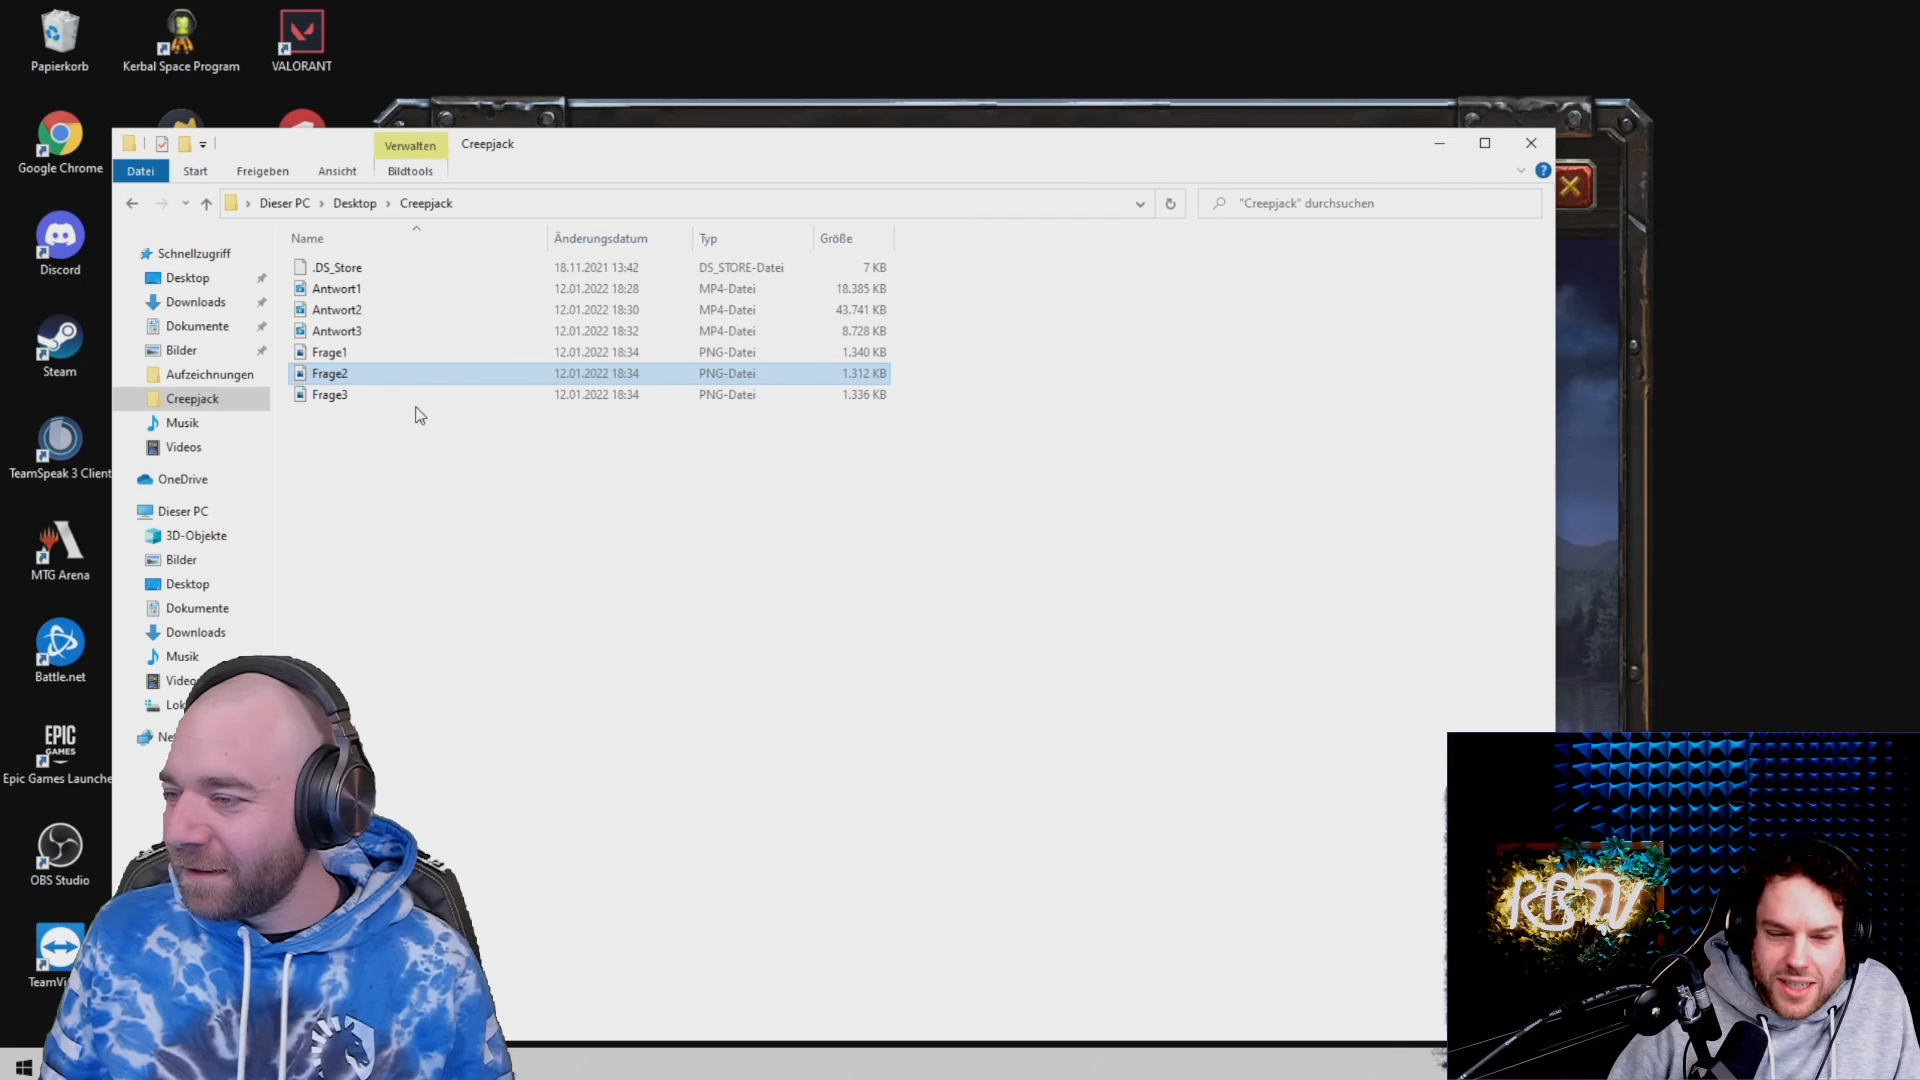 Papierkorb
Kerbal Space Program
VALORANT
Google Chrome
Discord
Steam
TeamSpeak 3 Client
MTG Arena
Battle.net
EPIC
GAMES
Epic Games Launche
OBS Studio
TeamVi
Verwalten
Creepjack
Datei
Start
Freigeben
Ansicht
Bildtools
Dieser PC
Desktop
Creepjack
"Creepjack" durchsuchen
Name
Änderungsdatum
Typ
Größe
.DS_Store
18.11.2021 13:42
DS_STORE-Datei
7 KB
Antwort1
12.01.2022 18:28
MP4-Datei
18.385 KB
Antwort2
12.01.2022 18:30
MP4-Datei
43.741 KB
Antwort3
12.01.2022 18:32
MP4-Datei
8.728 KB
Frage1
12.01.2022 18:34
PNG-Datei
1.340 KB
Frage2
12.01.2022 18:34
PNG-Datei
1.312 KB
Frage3
12.01.2022 18:34
PNG-Datei
1.336 KB
Schnellzugriff
Desktop
Downloads
Dokumente
Bilder
Aufzeichnungen
Creepjack
Musik
Videos
OneDrive
Dieser PC
3D-Objekte
Bilder
Desktop
Dokumente
Downloads
Musik
Video
Lok
Ne
RBTV